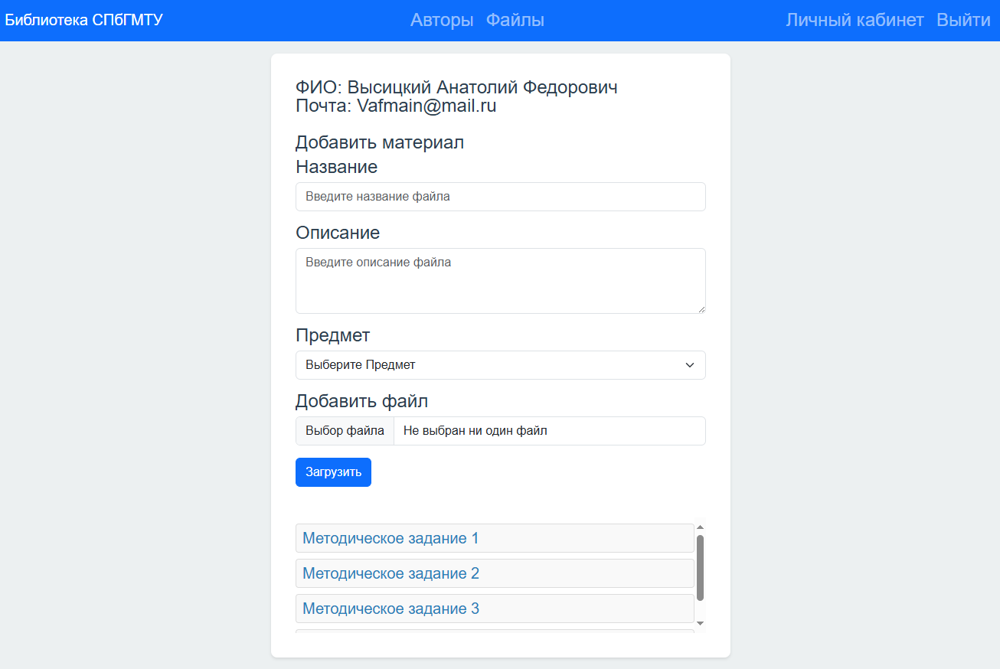 Библиотека СПбГМТУ
Авторы Файлы
Личный кабинет Выйти
ФИО: Высицкий Анатолий Федорович
Почта: Vafmain@mail.ru
Добавить материал
Название
Введите название файла
Описание
Введите описание файла
Предмет
Выберите Предмет
Добавить файл
Выбор файла Не выбран ни один файл
Загрузить
Методическое задание 1
Методическое задание 2
Методическое задание 3